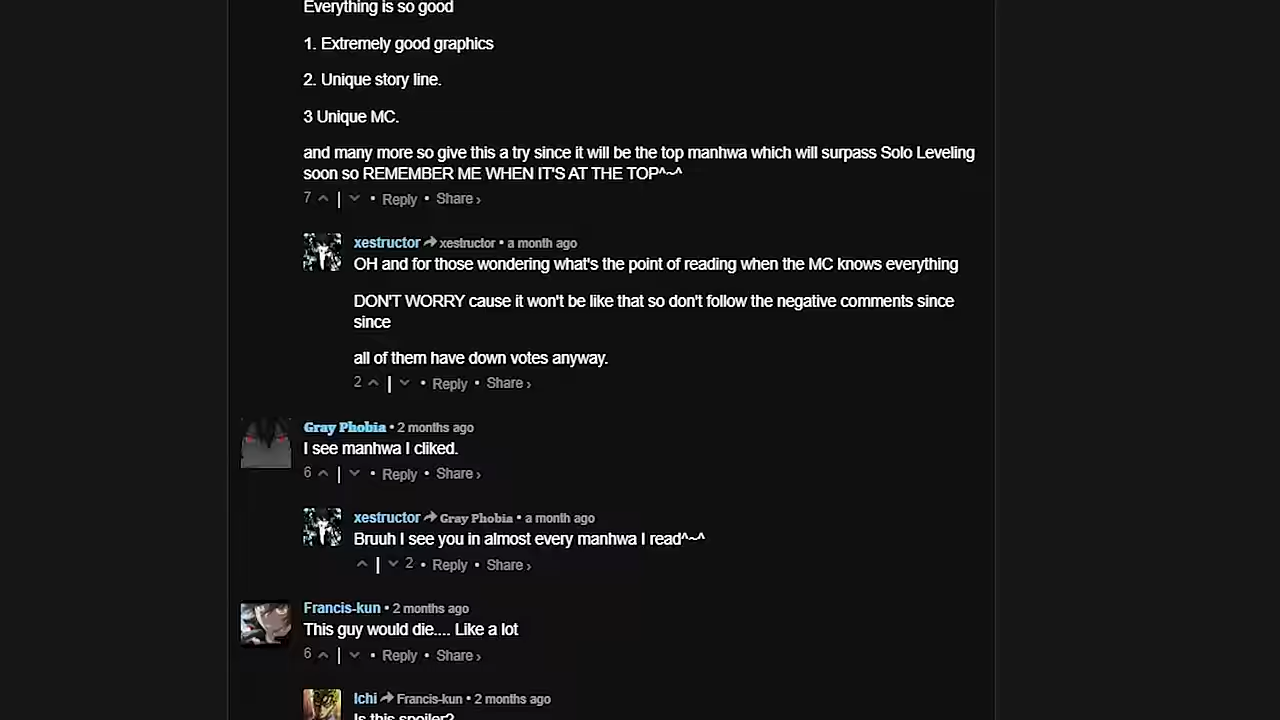 Everything is so good
1. Extremely good graphics
2. Unique story line.
3 Unique MC.
and many more so give this a try since it will be the top manhwa which will surpass Solo Leveling
soon so REMEMBER ME WHEN IT'S AT THE TOP^~^
7 | • Reply • Share ›
xestructor xestructor • a month ago
OH and for those wondering what's the point of reading when the MC knows everything
DON'T WORRY cause it won't be like that so don't follow the negative comments since
since
all of them have down votes anyway.
2 | • Reply • Share ›
Gray Phobia • 2 months ago
I see manhwa I cliked.
6 | • Reply • Share ›
xestructor Gray Phobia • a month ago
Bruuh I see you in almost every manhwa I read^~^
| 2 • Reply • Share ›
Francis-kun • 2 months ago
This guy would die.... Like a lot
6 | • Reply • Share ›
Ichi Francis-kun • 2 months ago
Is this spoiler?